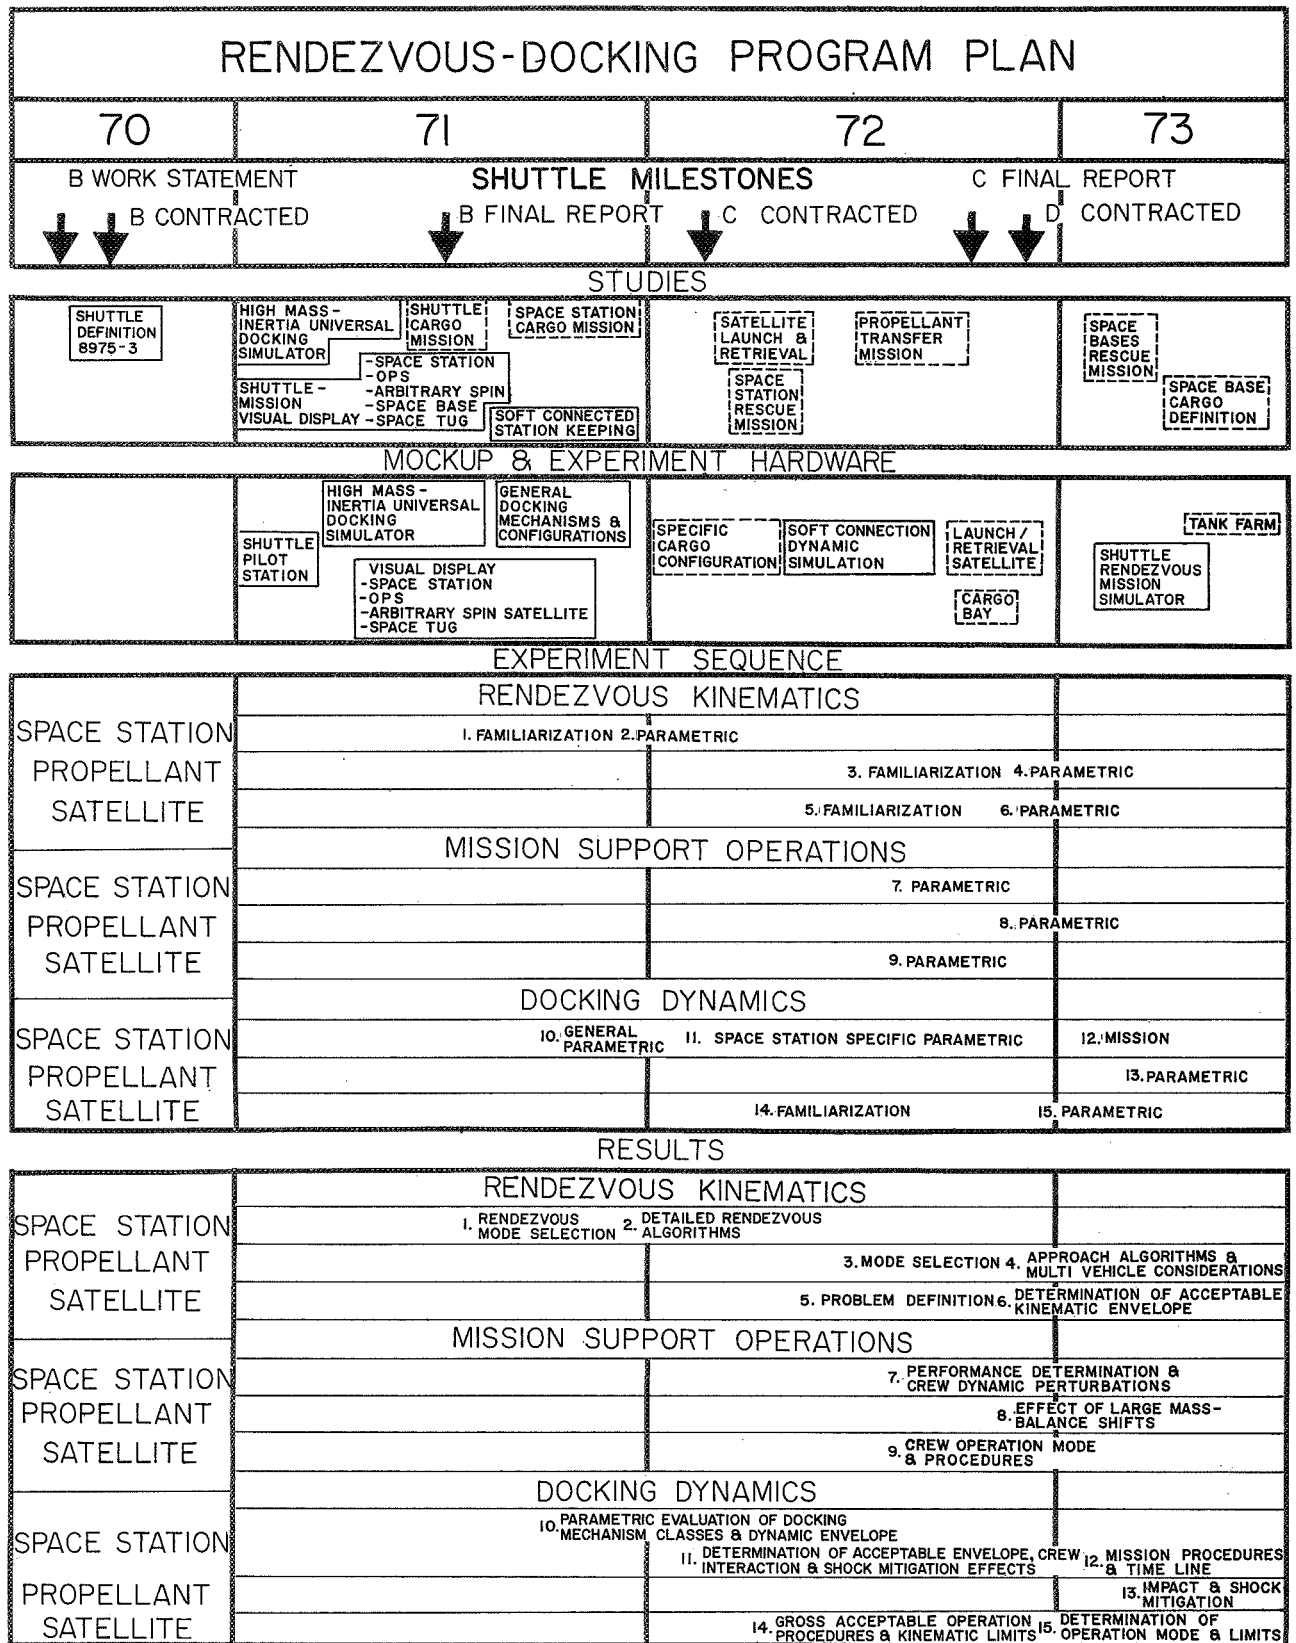 RENDEZVOUS-DOCKING PROGRAM PLAN
70 71 72 73
B WORK STATEMENT SHUTTLE MILESTONES C FINAL REPORT
B CONTRACTED B FINAL REPORT C CONTRACTED D CONTRACTED
STUDIES
SHUTTLE
DEFINITION
8975-3
HIGH MASS-
INERTIA UNIVERSAL
DOCKING
SIMULATOR
SHUTTLE
CARGO
MISSION
SPACE STATION
CARGO MISSION
SHUTTLE-
MISSION
VISUAL DISPLAY
-SPACE STATION
-OPS
-ARBITRARY SPIN
-SPACE BASE
-SPACE TUG
SOFT CONNECTED
STATION KEEPING
SATELLITE
LAUNCH &
RETRIEVAL
SPACE
STATION
RESCUE
MISSION
PROPELLANT
TRANSFER
MISSION
SPACE
BASES
RESCUE
MISSION
SPACE BASE
CARGO
DEFINITION
MOCKUP & EXPERIMENT HARDWARE
SHUTTLE
PILOT
STATION
HIGH MASS-
INERTIA UNIVERSAL
DOCKING
SIMULATOR
GENERAL
DOCKING
MECHANISMS &
CONFIGURATIONS
VISUAL DISPLAY
-SPACE STATION
-OPS
-ARBITRARY SPIN SATELLITE
-SPACE TUG
SPECIFIC
CARGO
CONFIGURATION
SOFT CONNECTION
DYNAMIC
SIMULATION
LAUNCH/
RETRIEVAL
SATELLITE
CARGO
BAY
TANK FARM
SHUTTLE
RENDEZVOUS
MISSION
SIMULATOR
EXPERIMENT SEQUENCE
RENDEZVOUS KINEMATICS
SPACE STATION 1. FAMILIARIZATION 2. PARAMETRIC
PROPELLANT 3. FAMILIARIZATION 4. PARAMETRIC
SATELLITE 5. FAMILIARIZATION 6. PARAMETRIC
MISSION SUPPORT OPERATIONS
SPACE STATION 7. PARAMETRIC
PROPELLANT 8. PARAMETRIC
SATELLITE 9. PARAMETRIC
DOCKING DYNAMICS
SPACE STATION 10. GENERAL PARAMETRIC 11. SPACE STATION SPECIFIC PARAMETRIC 12. MISSION
PROPELLANT 13. PARAMETRIC
SATELLITE 14. FAMILIARIZATION 15. PARAMETRIC
RESULTS
RENDEZVOUS KINEMATICS
SPACE STATION
1. RENDEZVOUS
MODE SELECTION
2. DETAILED RENDEZVOUS
ALGORITHMS
PROPELLANT
3. MODE SELECTION
4. APPROACH ALGORITHMS &
MULTI VEHICLE CONSIDERATIONS
SATELLITE
5. PROBLEM DEFINITION
6. DETERMINATION OF ACCEPTABLE
KINEMATIC ENVELOPE
MISSION SUPPORT OPERATIONS
SPACE STATION
7. PERFORMANCE DETERMINATION &
CREW DYNAMIC PERTURBATIONS
PROPELLANT
8. EFFECT OF LARGE MASS-
BALANCE SHIFTS
SATELLITE
9. CREW OPERATION MODE
& PROCEDURES
DOCKING DYNAMICS
SPACE STATION
10. PARAMETRIC EVALUATION OF DOCKING
MECHANISM CLASSES & DYNAMIC ENVELOPE
11. DETERMINATION OF ACCEPTABLE ENVELOPE, CREW
INTERACTION & SHOCK MITIGATION EFFECTS
12. MISSION PROCEDURES
& TIME LINE
PROPELLANT
13. IMPACT & SHOCK
MITIGATION
SATELLITE
14. GROSS ACCEPTABLE OPERATION
PROCEDURES & KINEMATIC LIMITS
15. DETERMINATION OF
OPERATION MODE & LIMITS